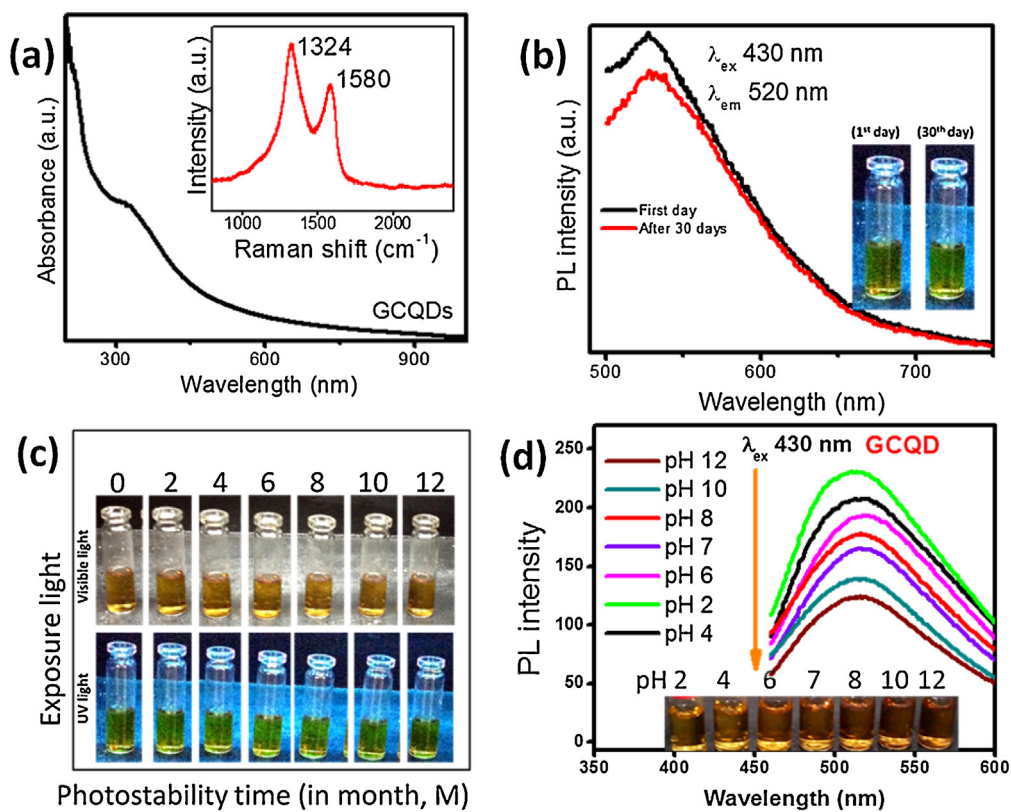 (a)
Absorbance (a.u.)
Intensity (a.u.)
1324
1580
1000
1500
2000
Raman shift (cm⁻¹)
GCQDs
300
600
900
Wavelength (nm)
(b)
PL intensity (a.u.)
λex 430 nm
λem 520 nm
(1st day)
(30th day)
First day
After 30 days
500
600
700
Wavelength (nm)
(c)
Exposure light
0 2 4 6 8 10 12
Visible light
UV light
Photostability time (in month, M)
(d)
PL intensity
λex 430 nm GCQD
250
200
150
100
50
0
pH 12
pH 10
pH 8
pH 7
pH 6
pH 2
pH 4
pH 2 4 6 7 8 10 12
350 400 450 500 550 600
Wavelength (nm)